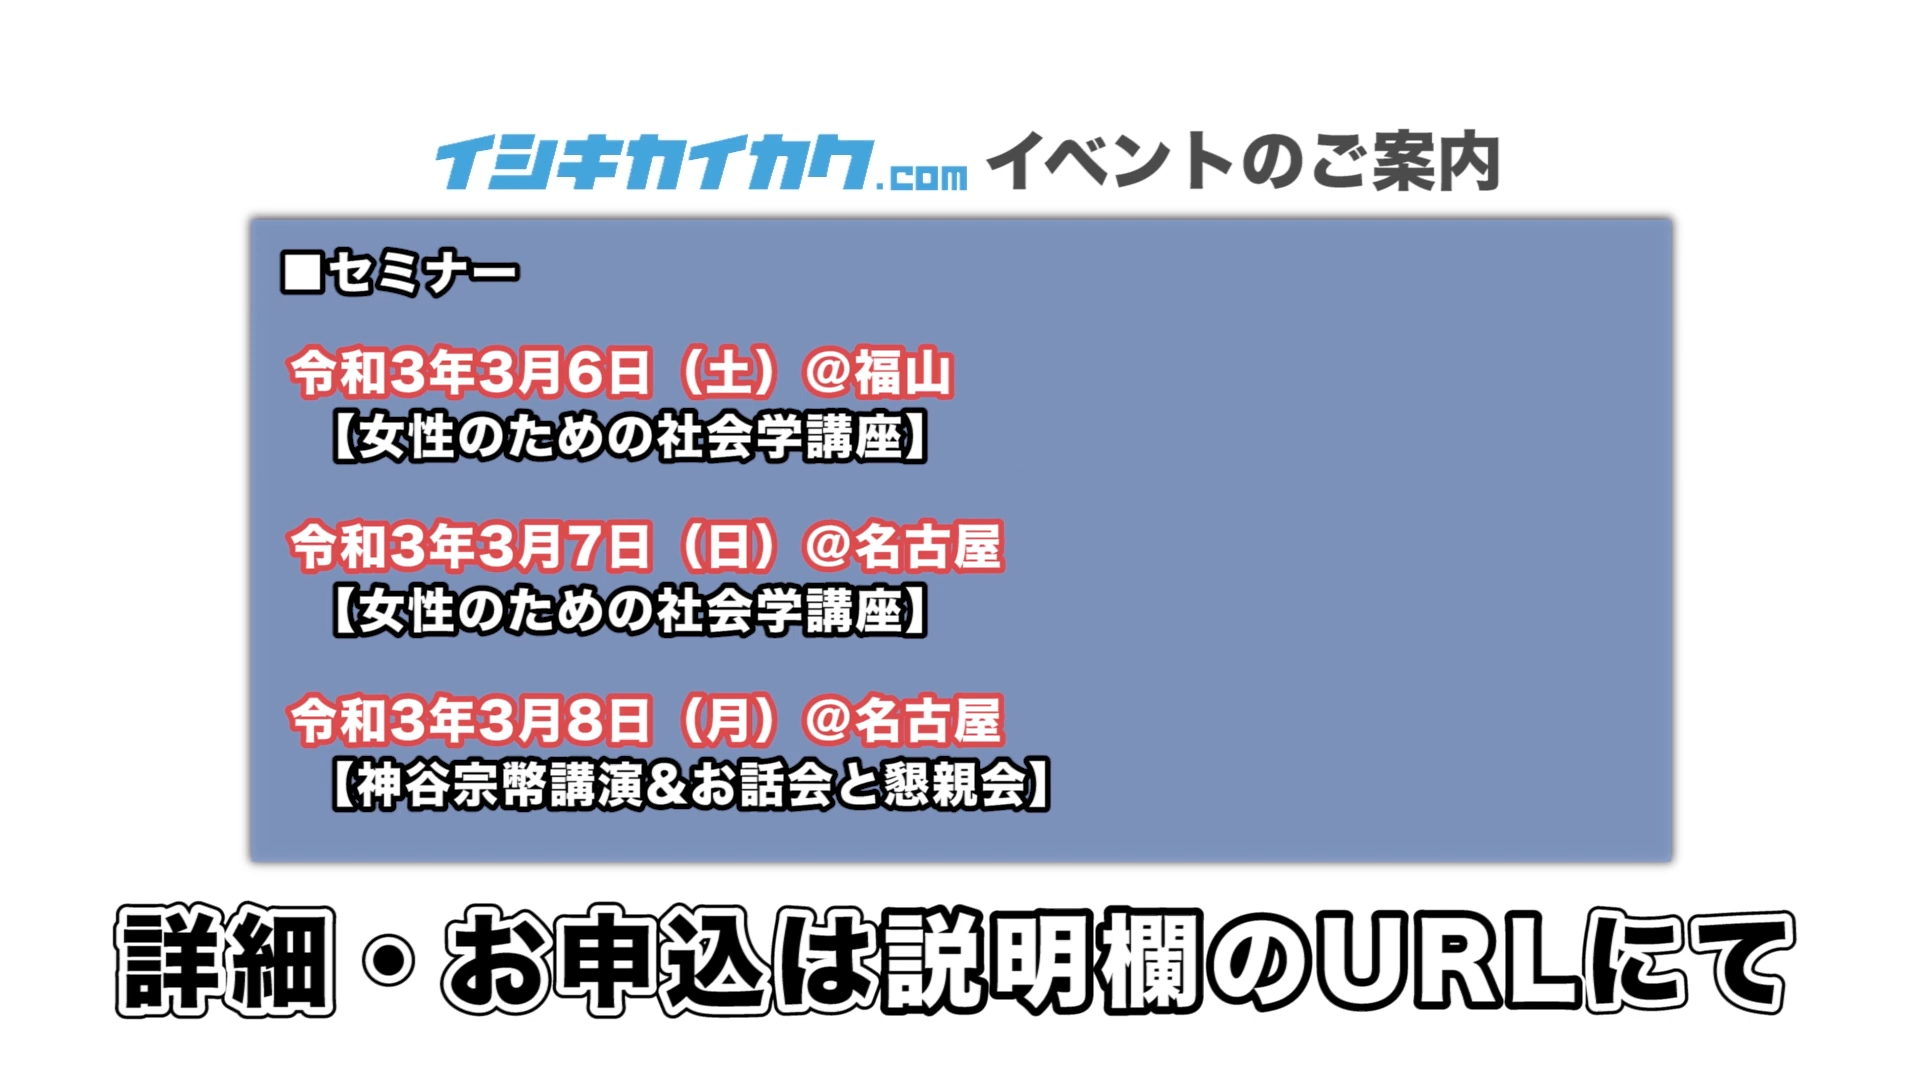 イシキカイカク.com イベントのご案内
■セミナー
令和3年3月6日（土）@福山
【女性のための社会学講座】
令和3年3月7日（日）@名古屋
【女性のための社会学講座】
令和3年3月8日（月）@名古屋
【神谷宗幣講演&お話会と懇親会】
詳細・お申込は説明欄のURLにて